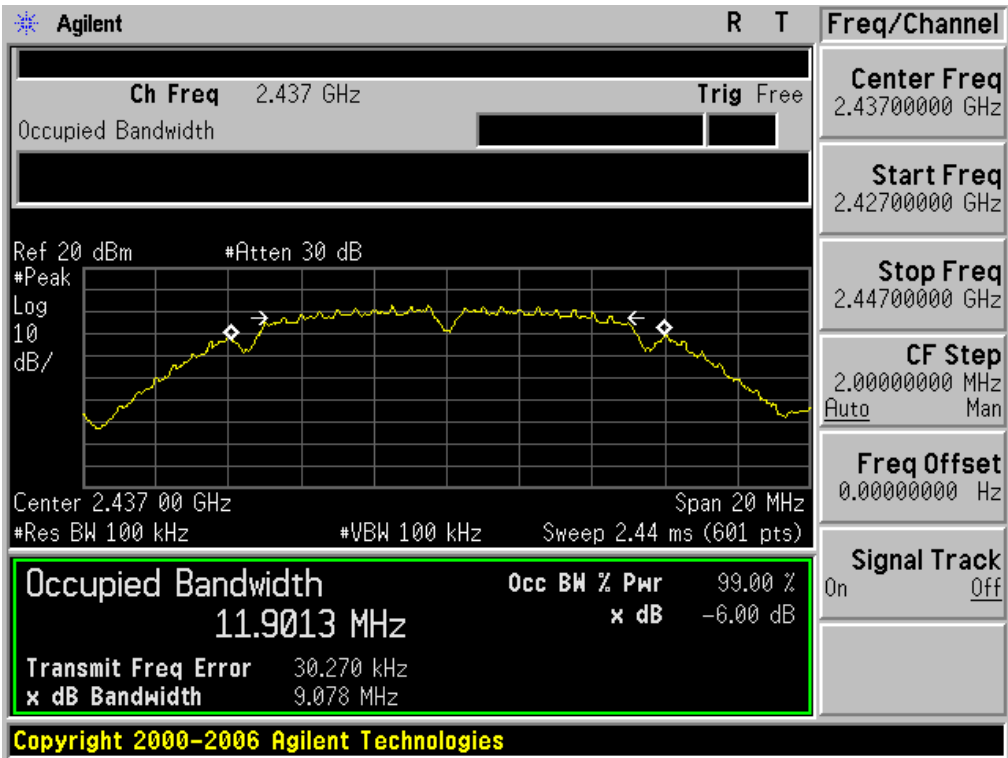 Agilent R T
Freq/Channel
Ch Freq 2.437 GHz Trig Free
Occupied Bandwidth
Center Freq
2.43700000 GHz
Start Freq
2.42700000 GHz
Stop Freq
2.44700000 GHz
CF Step
2.00000000 MHz
Auto Man
Freq Offset
0.00000000 Hz
Signal Track
On Off
Ref 20 dBm #Atten 30 dB
#Peak
Log
10
dB/
Center 2.437 00 GHz Span 20 MHz
#Res BW 100 kHz #VBW 100 kHz Sweep 2.44 ms (601 pts)
Occupied Bandwidth
11.9013 MHz
Occ BW % Pwr 99.00 %
x dB -6.00 dB
Transmit Freq Error 30.270 kHz
x dB Bandwidth 9.078 MHz
Copyright 2000-2006 Agilent Technologies